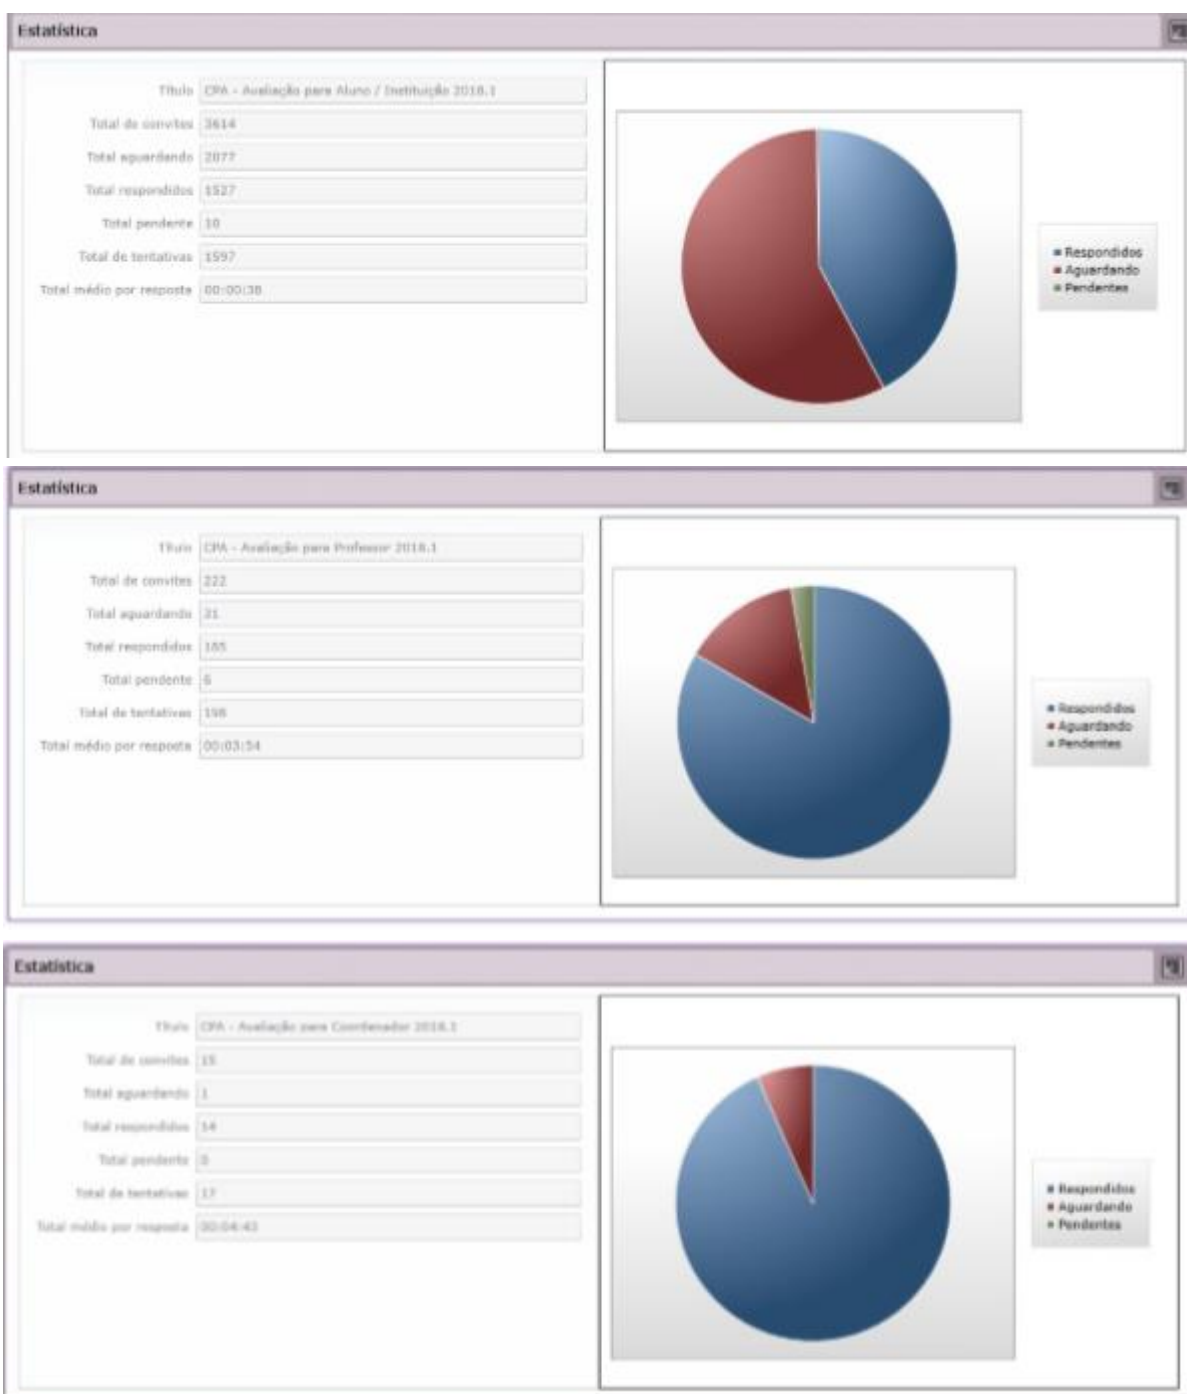 Estatística
Título CPA - Avaliação para Aluno / Instituição 2018.1
Total de convites 3614
Total aguardando 2077
Total respondidos 1527
Total pendente 10
Total de tentativas 1597
Total médio por resposta 00:00:38
Respondidos
Aguardando
Pendentes
Estatística
Título CPA - Avaliação para Professor 2018.1
Total de convites 222
Total aguardando 31
Total respondidos 185
Total pendente 6
Total de tentativas 198
Total médio por resposta 00:03:54
Respondidos
Aguardando
Pendentes
Estatística
Título CPA - Avaliação para Coordenador 2018.1
Total de convites 15
Total aguardando 1
Total respondidos 14
Total pendente 0
Total de tentativas 17
Total médio por resposta 00:04:43
Respondidos
Aguardando
Pendentes